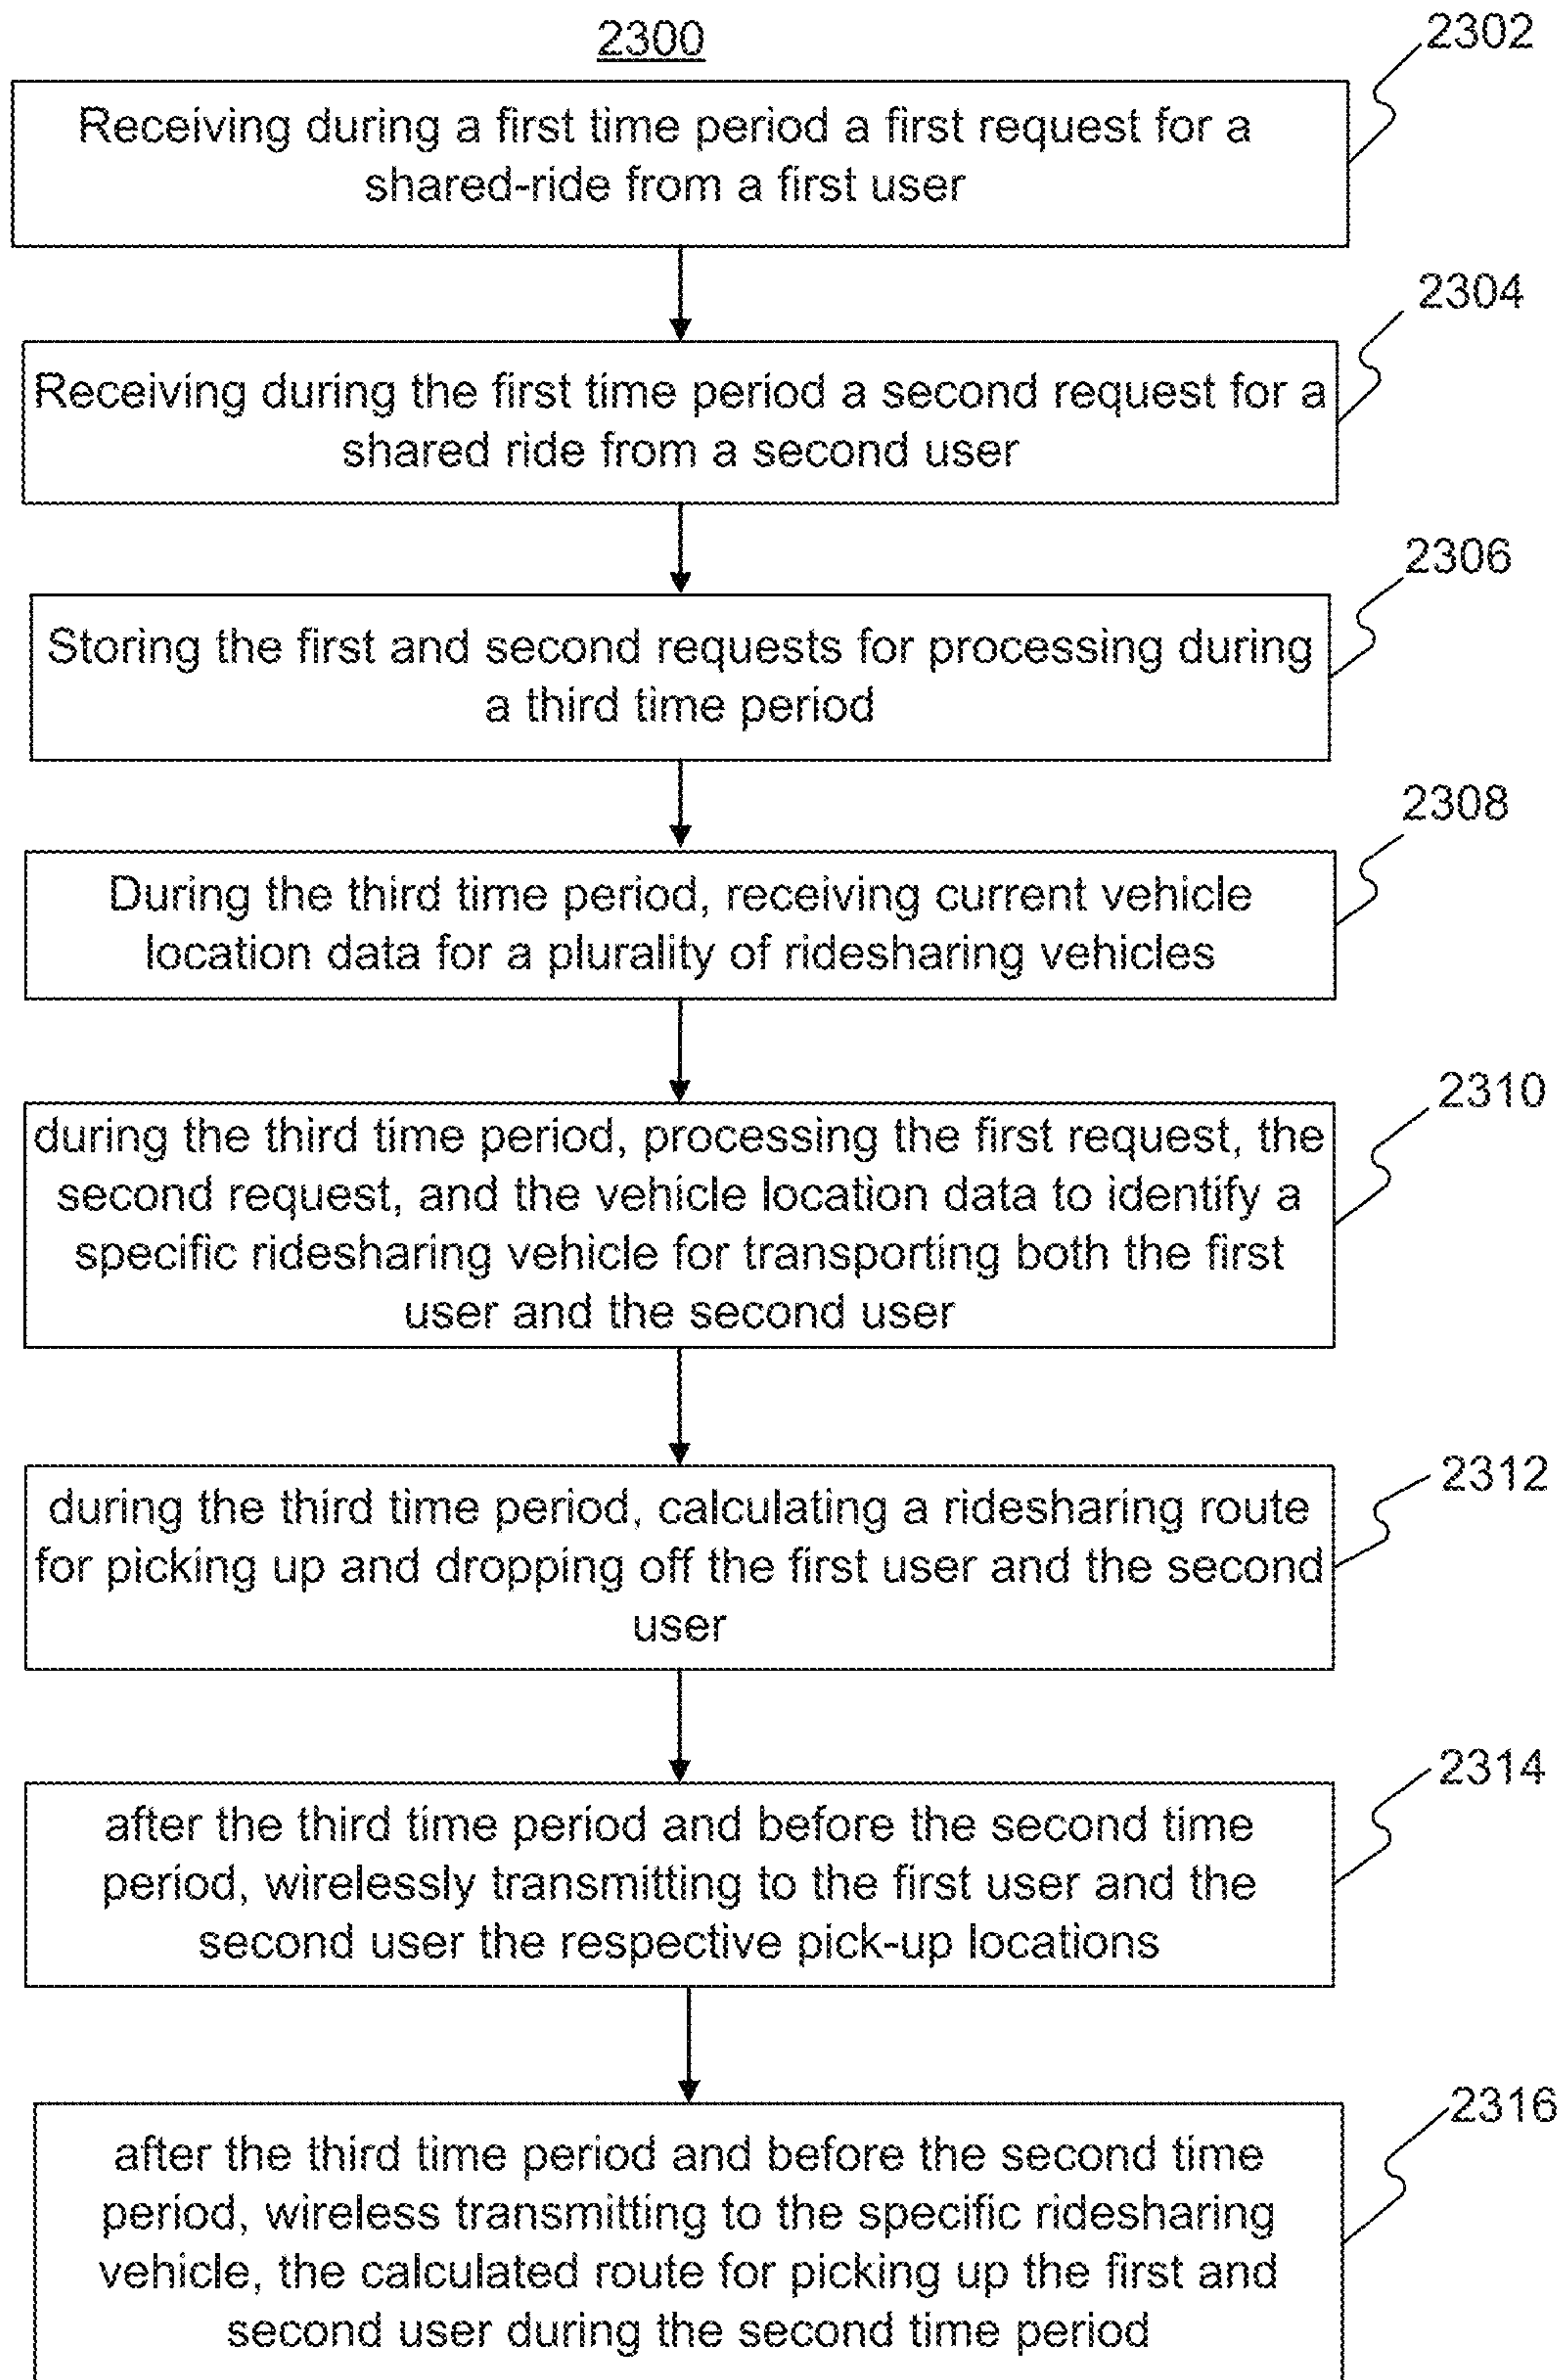 2300
2302
Receiving during a first time period a first request for a
shared-ride from a first user
2304
Receiving during the first time period a second request for a
shared ride from a second user
2306
Storing the first and second requests for processing during
a third time period
2308
During the third time period, receiving current vehicle
location data for a plurality of ridesharing vehicles
2310
during the third time period, processing the first request, the
second request, and the vehicle location data to identify a
specific ridesharing vehicle for transporting both the first
user and the second user
2312
during the third time period, calculating a ridesharing route
for picking up and dropping off the first user and the second
user
2314
after the third time period and before the second time
period, wirelessly transmitting to the first user and the
second user the respective pick-up locations
2316
after the third time period and before the second time
period, wireless transmitting to the specific ridesharing
vehicle, the calculated route for picking up the first and
second user during the second time period